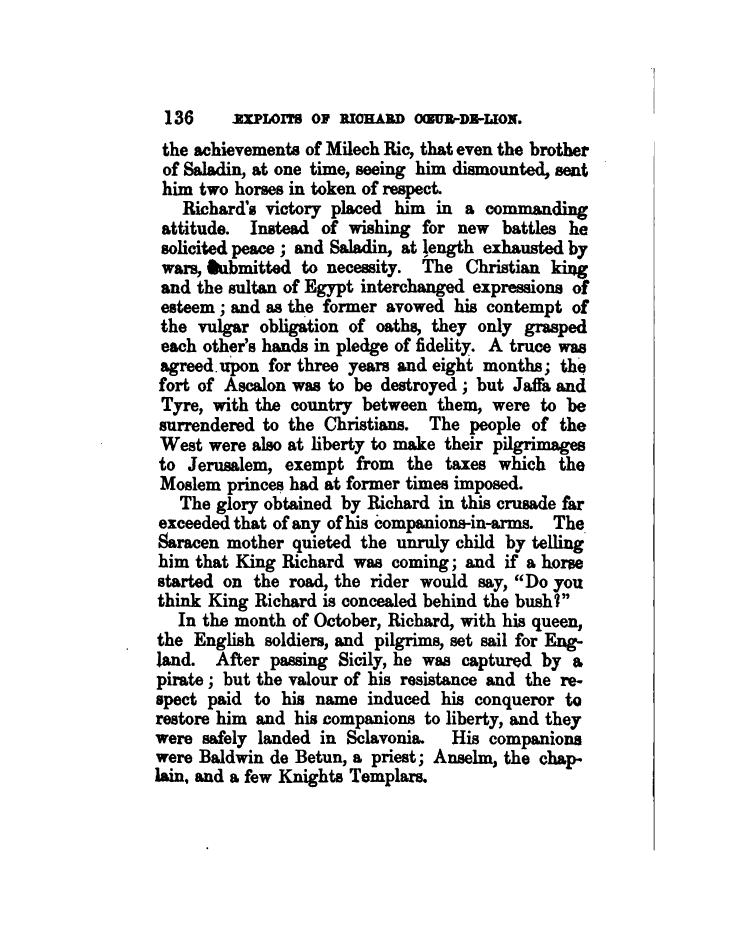 136 EXPLOITS OF RICHARD CŒUR-DE-LION.
the achievements of Milech Ric, that even the brother
of Saladin, at one time, seeing him dismounted, sent
him two horses in token of respect.
Richard's victory placed him in a commanding
attitude. Instead of wishing for new battles he
solicited peace ; and Saladin, at length exhausted by
wars, submitted to necessity. The Christian king
and the sultan of Egypt interchanged expressions of
esteem ; and as the former avowed his contempt of
the vulgar obligation of oaths, they only grasped
each other's hands in pledge of fidelity. A truce was
agreed upon for three years and eight months ; the
fort of Ascalon was to be destroyed ; but Jaffa and
Tyre, with the country between them, were to be
surrendered to the Christians. The people of the
West were also at liberty to make their pilgrimages
to Jerusalem, exempt from the taxes which the
Moslem princes had at former times imposed.
The glory obtained by Richard in this crusade far
exceeded that of any of his companions-in-arms. The
Saracen mother quieted the unruly child by telling
him that King Richard was coming ; and if a horse
started on the road, the rider would say, "Do you
think King Richard is concealed behind the bush?"
In the month of October, Richard, with his queen,
the English soldiers, and pilgrims, set sail for Eng-
land. After passing Sicily, he was captured by a
pirate ; but the valour of his resistance and the re-
spect paid to his name induced his conqueror to
restore him and his companions to liberty, and they
were safely landed in Sclavonia. His companions
were Baldwin de Betun, a priest ; Anselm, the chap-
lain, and a few Knights Templars.